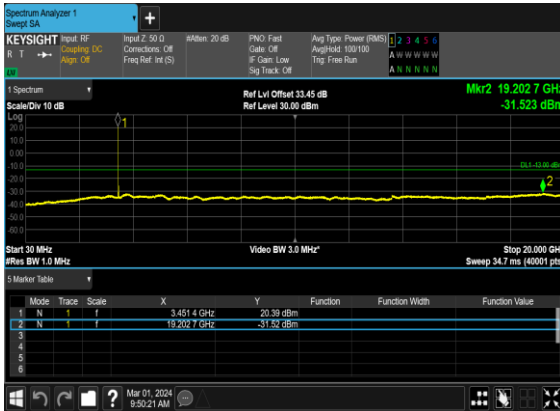 Spectrum Analyzer 1
Swept SA
KEYSIGHT
R T
Input: RF
Coupling: DC
Align: Off
Input Z: 50 Ω
Corrections: Off
Freq Ref: Int (S)
#Atten: 20 dB
PNO: Fast
Gate: Off
IF Gain: Low
Sig Track: Off
Avg Type: Power (RMS)
Avg|Hold: 100/100
Trig: Free Run
1 2 3 4 5 6
A W W W W W
A N N N N N
1 Spectrum
Scale/Div 10 dB
Ref Lvl Offset 33.45 dB
Ref Level 30.00 dBm
Mkr2 19.202 7 GHz
-31.523 dBm
Log
20.0
10.0
0.00
-10.0
-20.0
-30.0
-40.0
-50.0
-60.0
1
DL1 -13.00 dBm
2
Start 30 MHz
#Res BW 1.0 MHz
Video BW 3.0 MHz*
Stop 20.000 GHz
Sweep 34.7 ms (40001 pts)
5 Marker Table
Mode Trace Scale X Y Function Function Width Function Value
1 N 1 f 3.451 4 GHz 20.39 dBm
2 N 1 f 19.202 7 GHz -31.52 dBm
3
4
5
6
Mar 01, 2024
9:50:21 AM